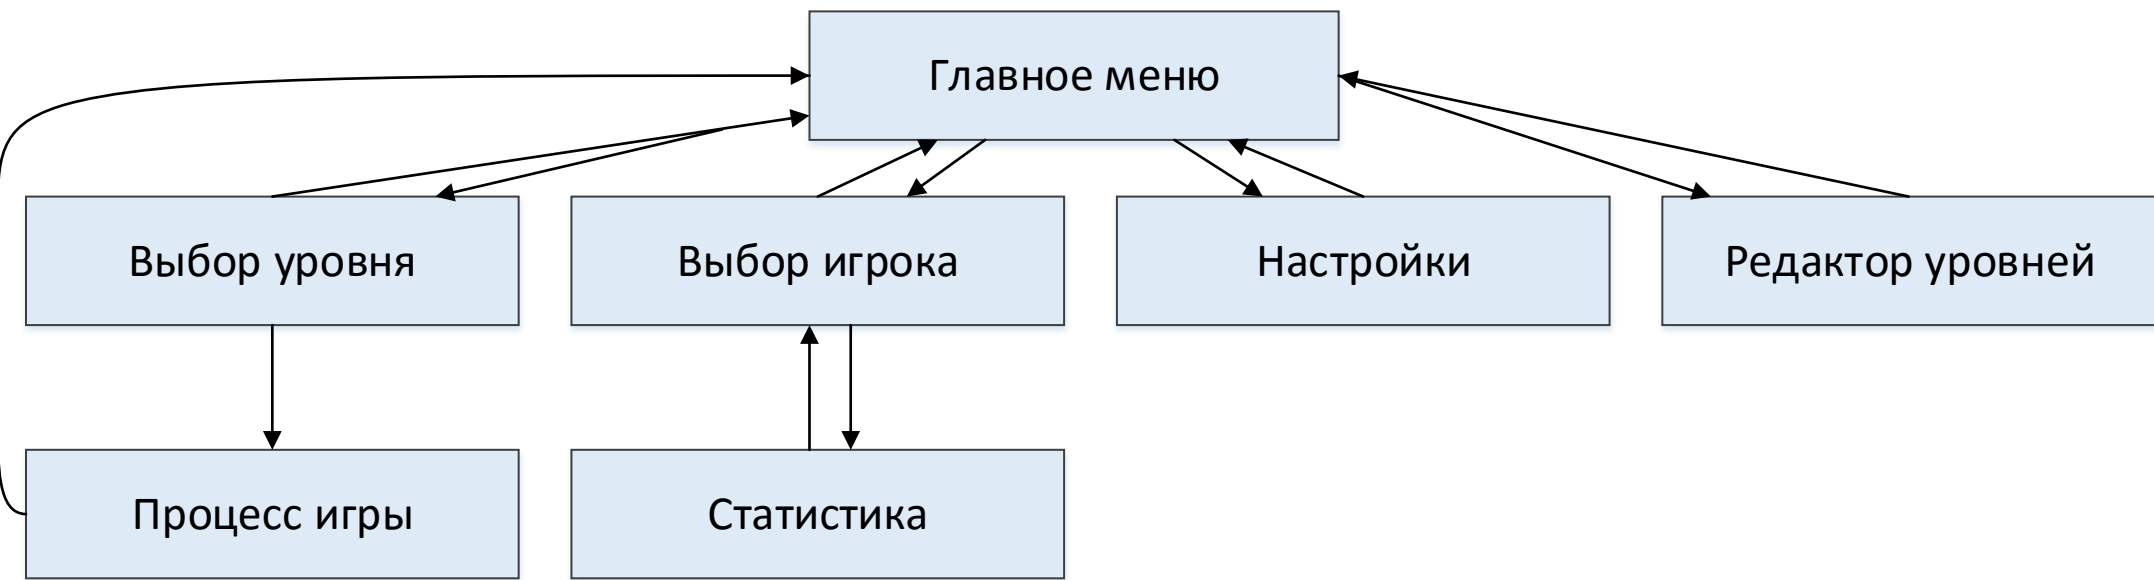 Главное меню
Выбор уровня
Выбор игрока
Настройки
Редактор уровней
Процесс игры
Статистика